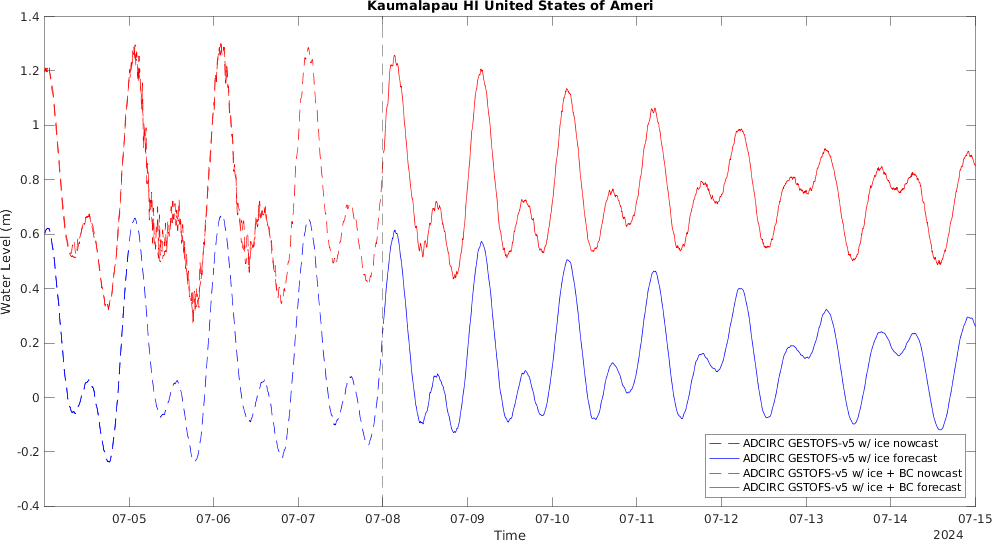 Kaumalapau HI United States of Ameri
1.4
1.2
1
0.8
0.6
0.4
0.2
0
-0.2
-0.4
Water Level (m)
ADCIRC GESTOFS-v5 w/ ice nowcast
ADCIRC GESTOFS-v5 w/ ice forecast
ADCIRC GSTOFS-v5 w/ ice + BC nowcast
ADCIRC GSTOFS-v5 w/ ice + BC forecast
07-05 07-06 07-07 07-08 07-09 07-10 07-11 07-12 07-13 07-14 07-15
Time
2024